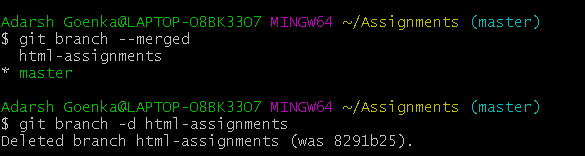 Adarsh Goenka@LAPTOP-O8BK33O7 MINGW64 ~/Assignments (master)
$ git branch --merged
  html-assignments
* master
Adarsh Goenka@LAPTOP-O8BK33O7 MINGW64 ~/Assignments (master)
$ git branch -d html-assignments
Deleted branch html-assignments (was 8291b25).